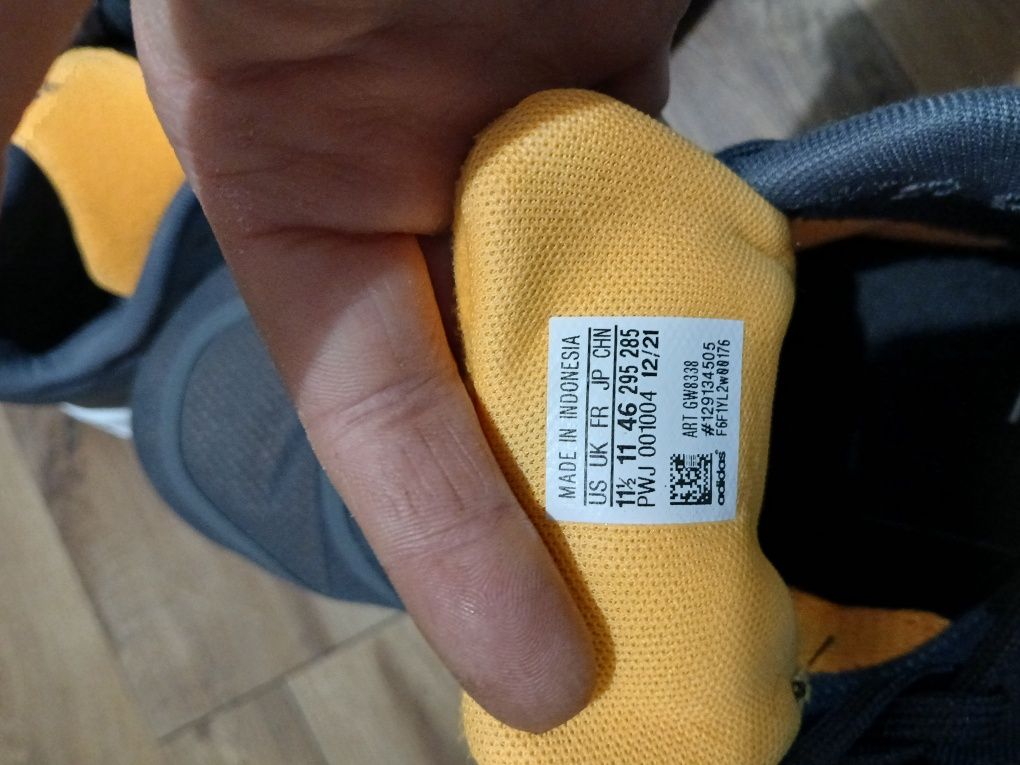 MADE IN INDONESIA
US UK FR JP CHN
11½ 11 46 295 285
PWJ 001004 12/21
ART GW8338
#129134505
F6F1YL2W00176
adidas